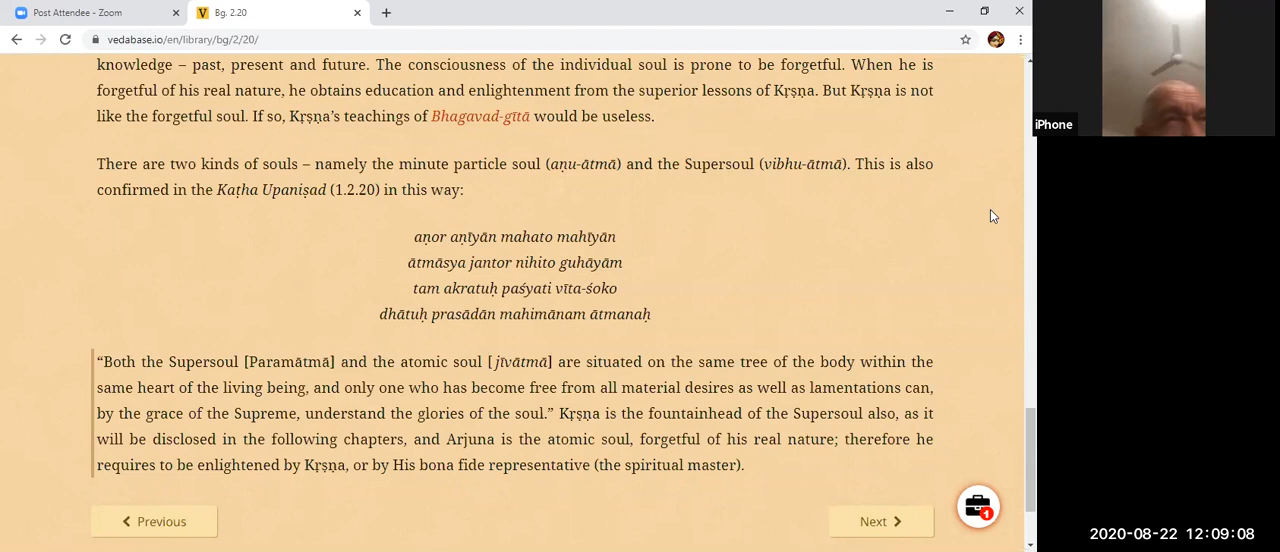 Post Attendee - Zoom
Bg. 2.20
vedabase.io/en/library/bg/2/20/
knowledge – past, present and future. The consciousness of the individual soul is prone to be forgetful. When he is
forgetful of his real nature, he obtains education and enlightenment from the superior lessons of Kṛṣṇa. But Kṛṣṇa is not
like the forgetful soul. If so, Kṛṣṇa’s teachings of Bhagavad-gītā would be useless.
There are two kinds of souls – namely the minute particle soul (aṇu-ātmā) and the Supersoul (vibhu-ātmā). This is also
confirmed in the Kaṭha Upaniṣad (1.2.20) in this way:
aṇor aṇīyān mahato mahīyān
ātmāsya jantor nihito guhāyām
tam akratuḥ paśyati vīta-śoko
dhātuḥ prasādān mahimānam ātmanaḥ
“Both the Supersoul [Paramātmā] and the atomic soul [jīvātmā] are situated on the same tree of the body within the
same heart of the living being, and only one who has become free from all material desires as well as lamentations can,
by the grace of the Supreme, understand the glories of the soul.” Kṛṣṇa is the fountainhead of the Supersoul also, as it
will be disclosed in the following chapters, and Arjuna is the atomic soul, forgetful of his real nature; therefore he
requires to be enlightened by Kṛṣṇa, or by His bona fide representative (the spiritual master).
Previous
Next
1
iPhone
2020-08-22 12:09:08